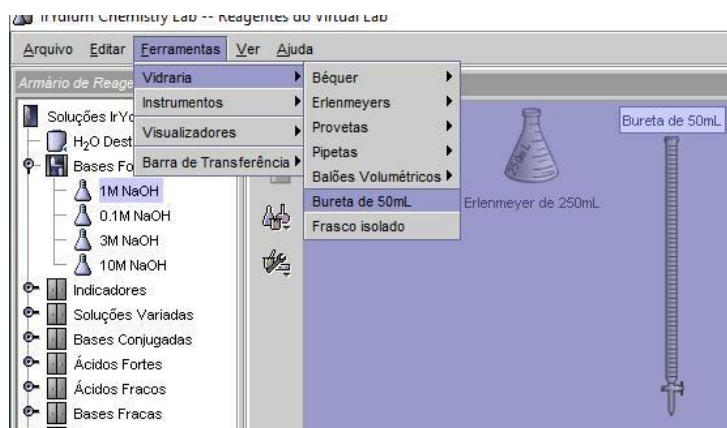 IrYdium Chemistry Lab -- Reagentes do Virtual Lab
Arquivo Editar Ferramentas Ver Ajuda
Armário de Reage
Vidraria
Instrumentos
Visualizadores
Barra de Transferência
Béquer
Erlenmeyers
Provetas
Pipetas
Balões Volumétricos
Bureta de 50mL
Frasco isolado
Soluções IrYd
H2O Dest
Bases Fo
1M NaOH
0.1M NaOH
3M NaOH
10M NaOH
Indicadores
Soluções Variadas
Bases Conjugadas
Ácidos Fortes
Ácidos Fracos
Bases Fracas
250mL
Erlenmeyer de 250mL
Bureta de 50mL